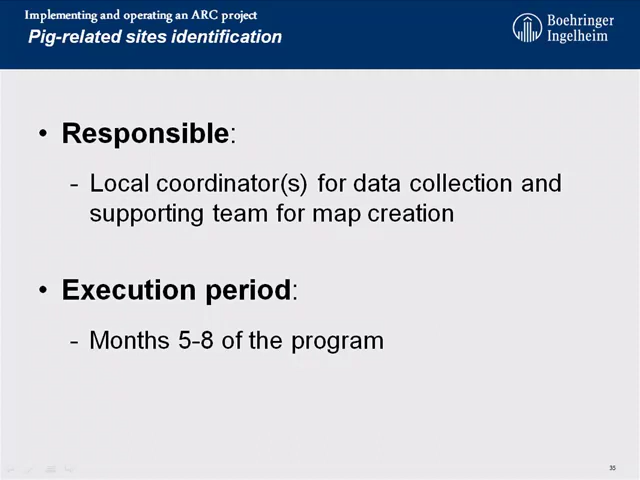 Implementing and operating an ARC project
Pig-related sites identification
Boehringer
Ingelheim
• Responsible:
- Local coordinator(s) for data collection and
supporting team for map creation
• Execution period:
- Months 5-8 of the program
35